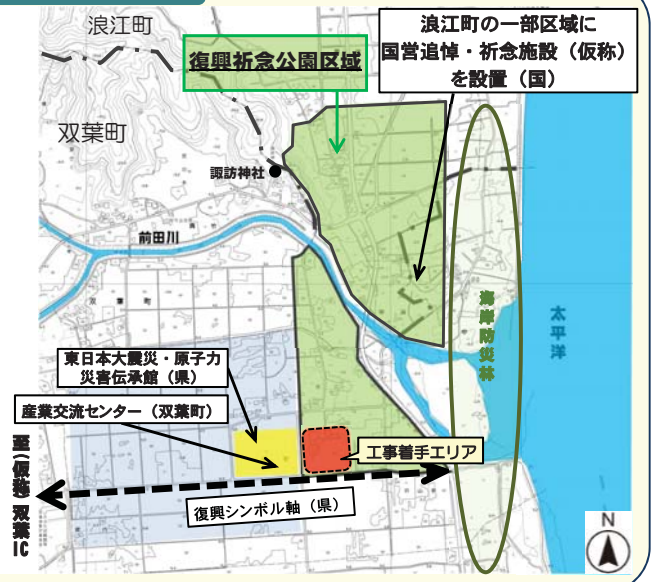 浪江町
復興祈念公園区域
浪江町の一部区域に
国営追悼・祈念施設（仮称）
を設置（国）
双葉町
諏訪神社
前田川
双葉町
海岸防災林
太平洋
東日本大震災・原子力
災害伝承館（県）
産業交流センター（双葉町）
工事着手エリア
至(仮称)双葉IC
復興シンボル軸（県）
N